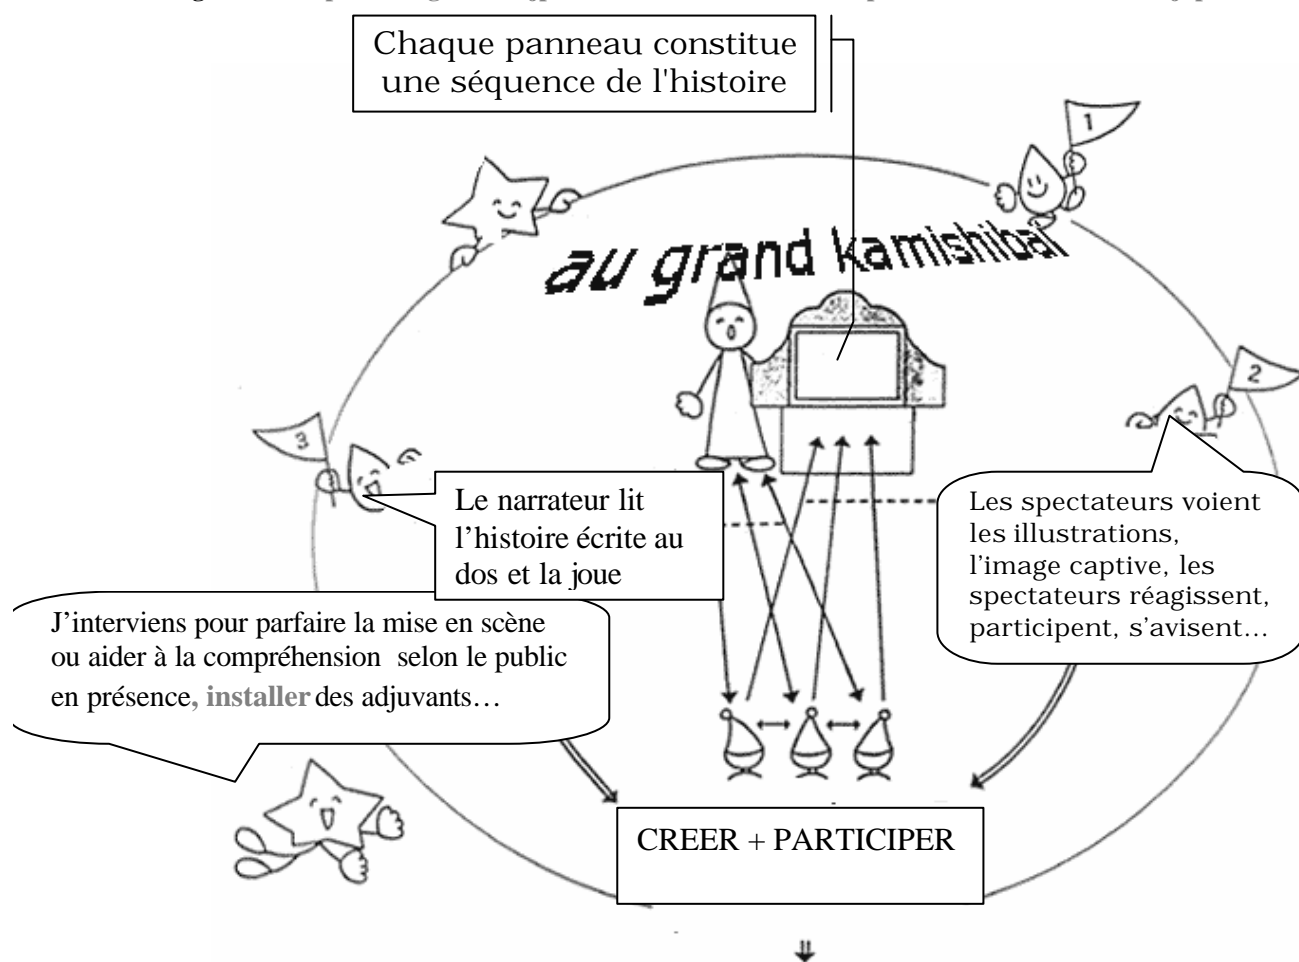 Chaque panneau constitue
une séquence de l'histoire
1
au grand kamishibaï
2
3
Le narrateur lit
l’histoire écrite au
dos et la joue
Les spectateurs voient
les illustrations,
l’image captive, les
spectateurs réagissent,
participent, s’avisent…
J’interviens pour parfaire la mise en scène
ou aider à la compréhension selon le public
en présence, installer des adjuvants…
CREER + PARTICIPER